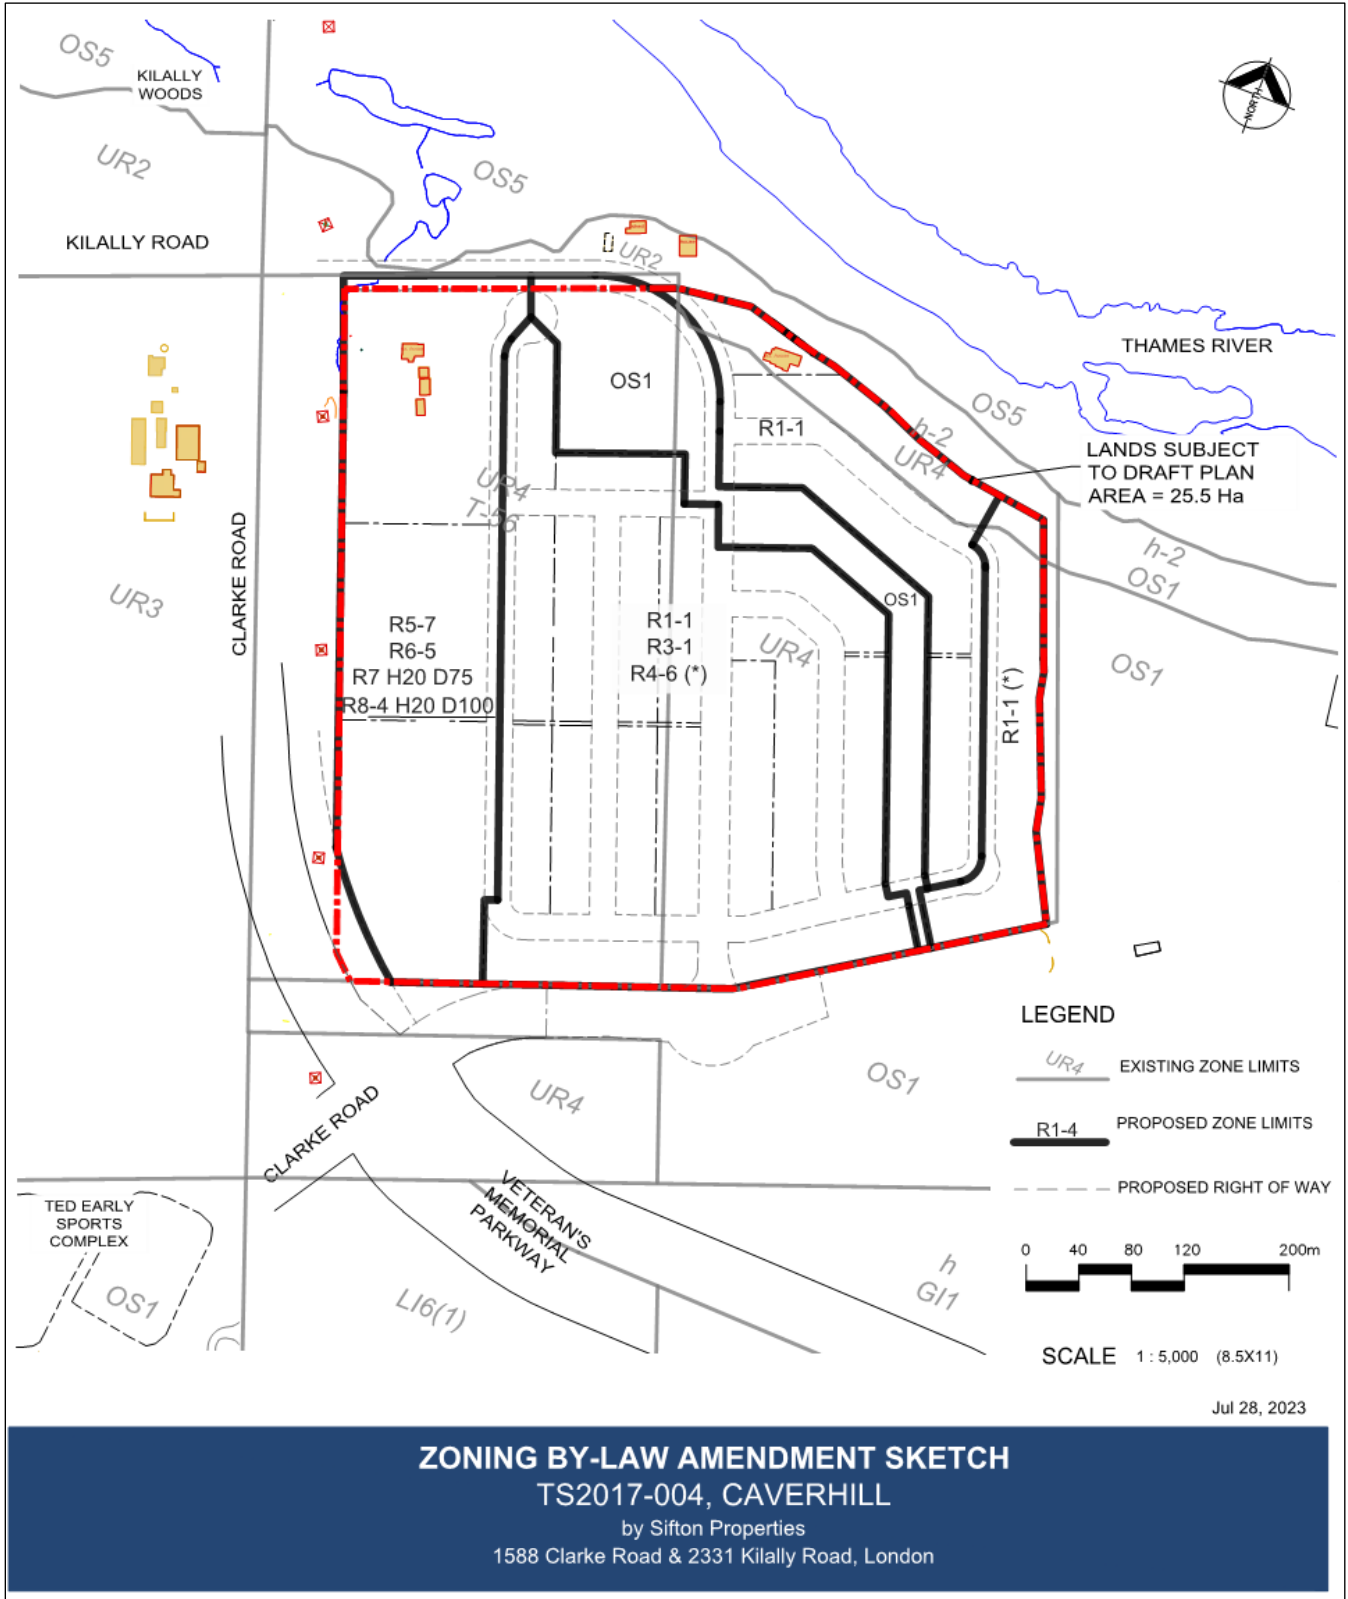 OS5
KILALLY
WOODS
UR2
OS5
NORTH
KILALLY ROAD
UR2
THAMES RIVER
OS1
R1-1
OS5
h-2
UR4
LANDS SUBJECT
TO DRAFT PLAN
AREA = 25.5 Ha
UR4
T-56
CLARKE ROAD
h-2
OS1
UR3
R5-7
R6-5
R7 H20 D75
R8-4 H20 D100
R1-1
R3-1
R4-6 (*)
UR4
OS1
R1-1 (*)
OS1
LEGEND
UR4
EXISTING ZONE LIMITS
R1-4
PROPOSED ZONE LIMITS
PROPOSED RIGHT OF WAY
OS1
UR4
CLARKE ROAD
VETERAN'S
MEMORIAL
PARKWAY
TED EARLY
SPORTS
COMPLEX
OS1
LI6(1)
h
GI1
0 40 80 120 200m
SCALE 1 : 5,000 (8.5X11)
Jul 28, 2023
ZONING BY-LAW AMENDMENT SKETCH
TS2017-004, CAVERHILL
by Sifton Properties
1588 Clarke Road & 2331 Kilally Road, London